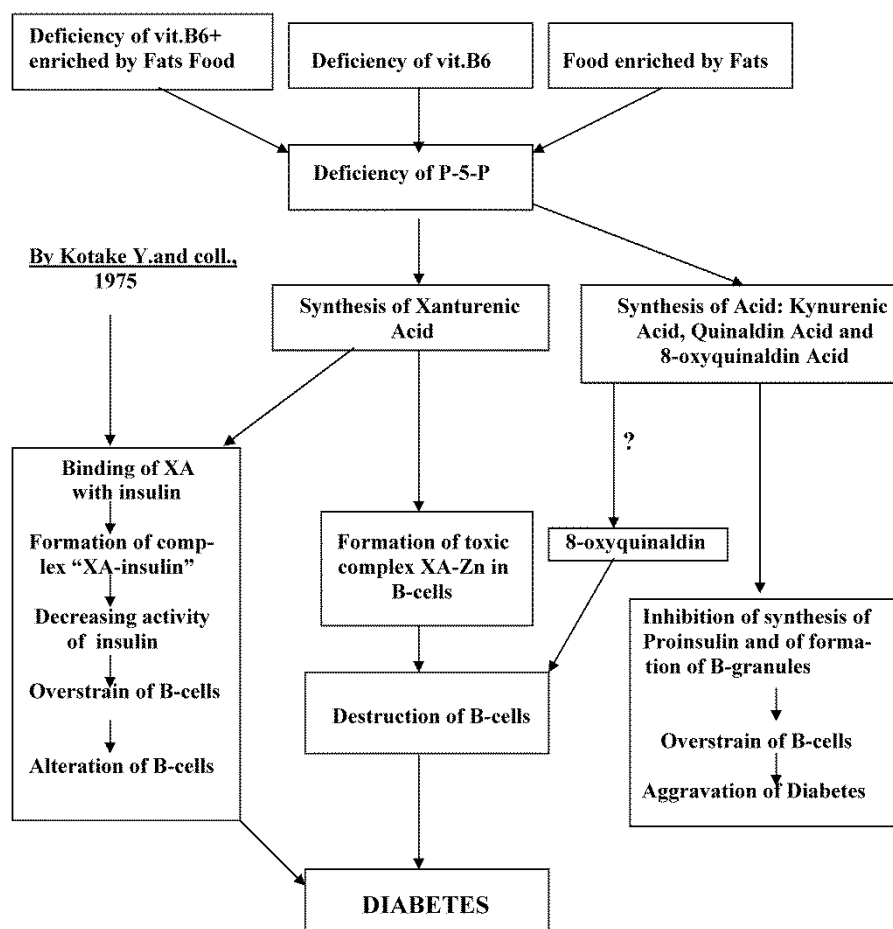 Deficiency of vit.B6+
enriched by Fats Food
Deficiency of vit.B6
Food enriched by Fats
Deficiency of P-5-P
By Kotake Y.and coll.,
1975
Synthesis of Xanturenic
Acid
Synthesis of Acid: Kynurenic
Acid, Quinaldin Acid and
8-oxyquinaldin Acid
?
Binding of XA
with insulin
Formation of comp-
lex “XA-insulin”
Decreasing activity
of insulin
Overstrain of B-cells
Alteration of B-cells
Formation of toxic
complex XA-Zn in
B-cells
8-oxyquinaldin
Inhibition of synthesis of
Proinsulin and of forma-
tion of B-granules
Overstrain of B-cells
Aggravation of Diabetes
Destruction of B-cells
DIABETES